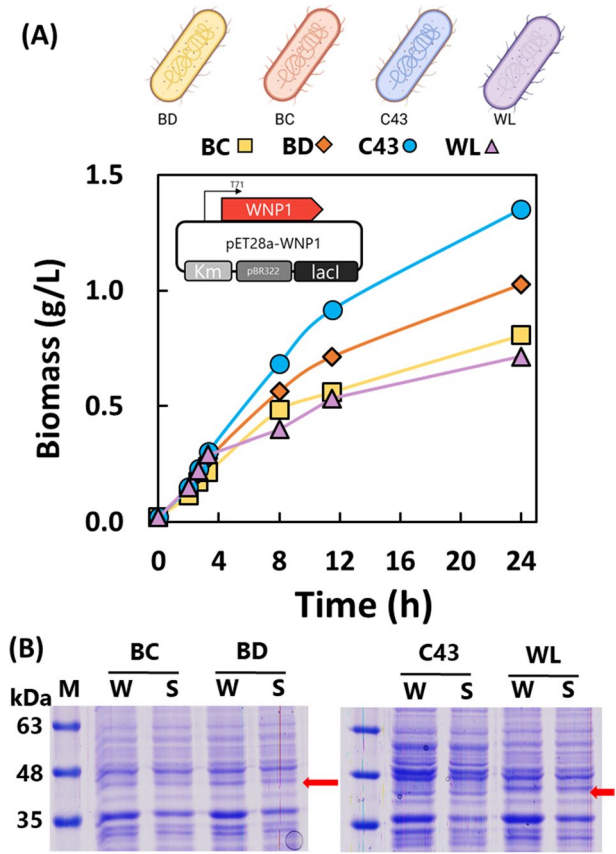 (A)
BD BC C43 WL
BC BD C43 WL
1.5
1.0
0.5
0.0
Biomass (g/L)
T71
WNP1
pET28a-WNP1
Km pBR322 lacI
0 4 8 12 16 20 24
Time (h)
(B)
BC BD C43 WL
kDa M W S W S W S W S
63
48
35